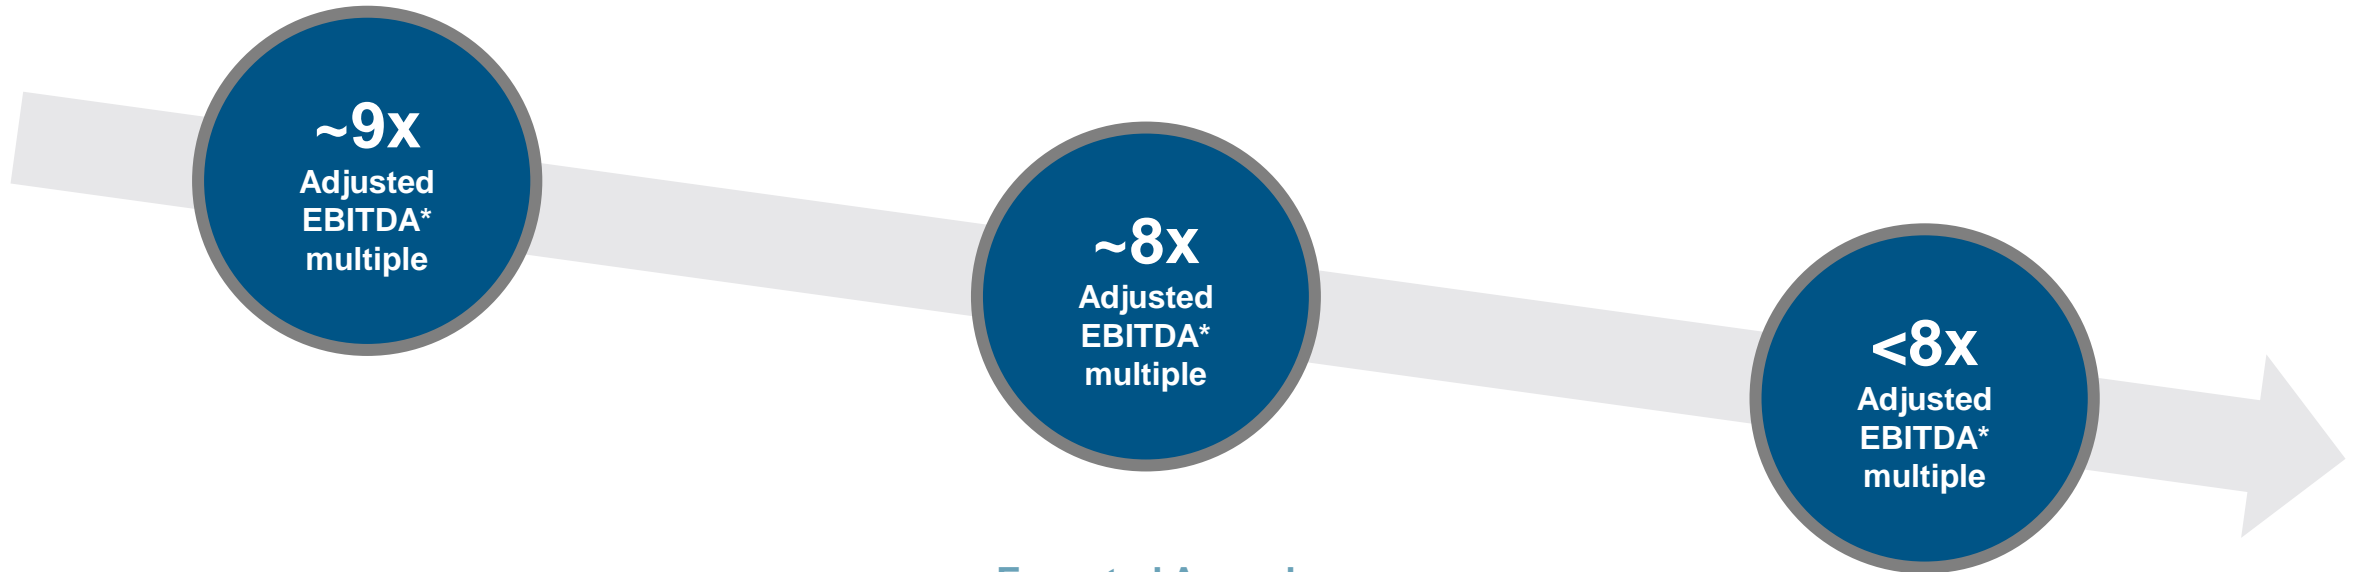 ~9x
Adjusted
EBITDA*
multiple
~8x
Adjusted
EBITDA*
multiple
<8x
Adjusted
EBITDA*
multiple